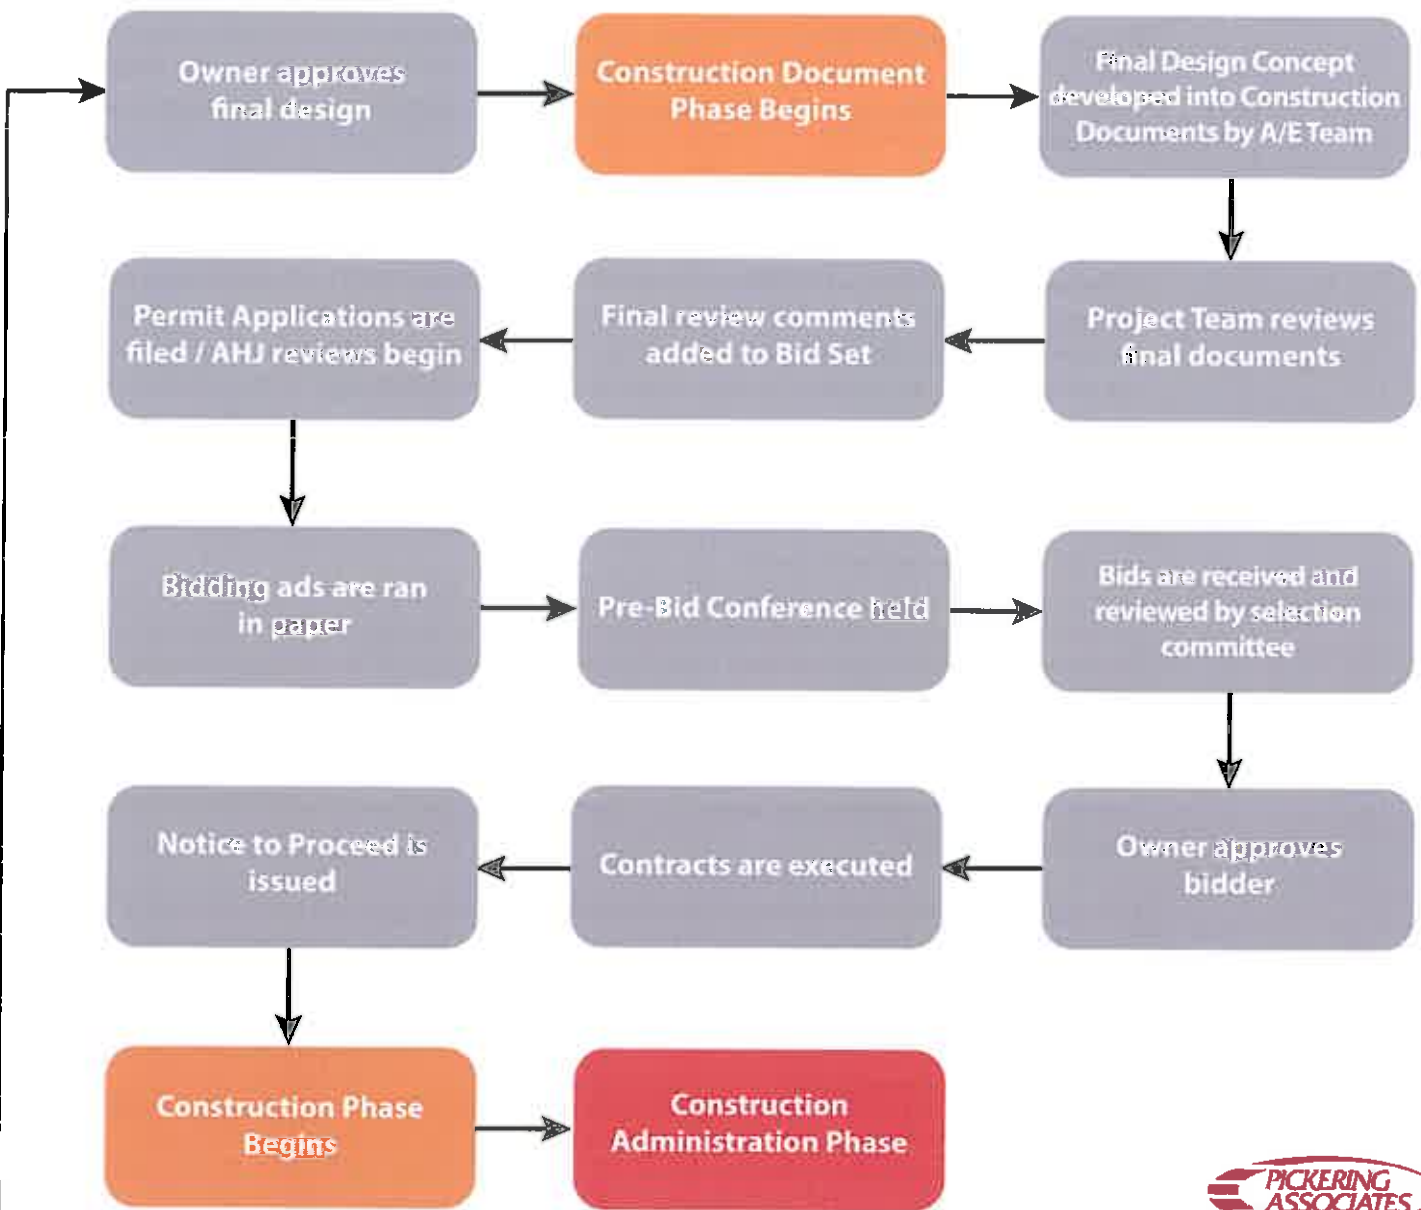 Owner approves
final design
Construction Document
Phase Begins
Final Design Concept
developed into Construction
Documents by A/E Team
Project Team reviews
final documents
Final review comments
added to Bid Set
Permit Applications are
filed / AHJ reviews begin
Bidding ads are ran
in paper
Pre-Bid Conference held
Bids are received and
reviewed by selection
committee
Owner approves
bidder
Contracts are executed
Notice to Proceed is
issued
Construction Phase
Begins
Construction
Administration Phase
PICKERING
ASSOCIATES